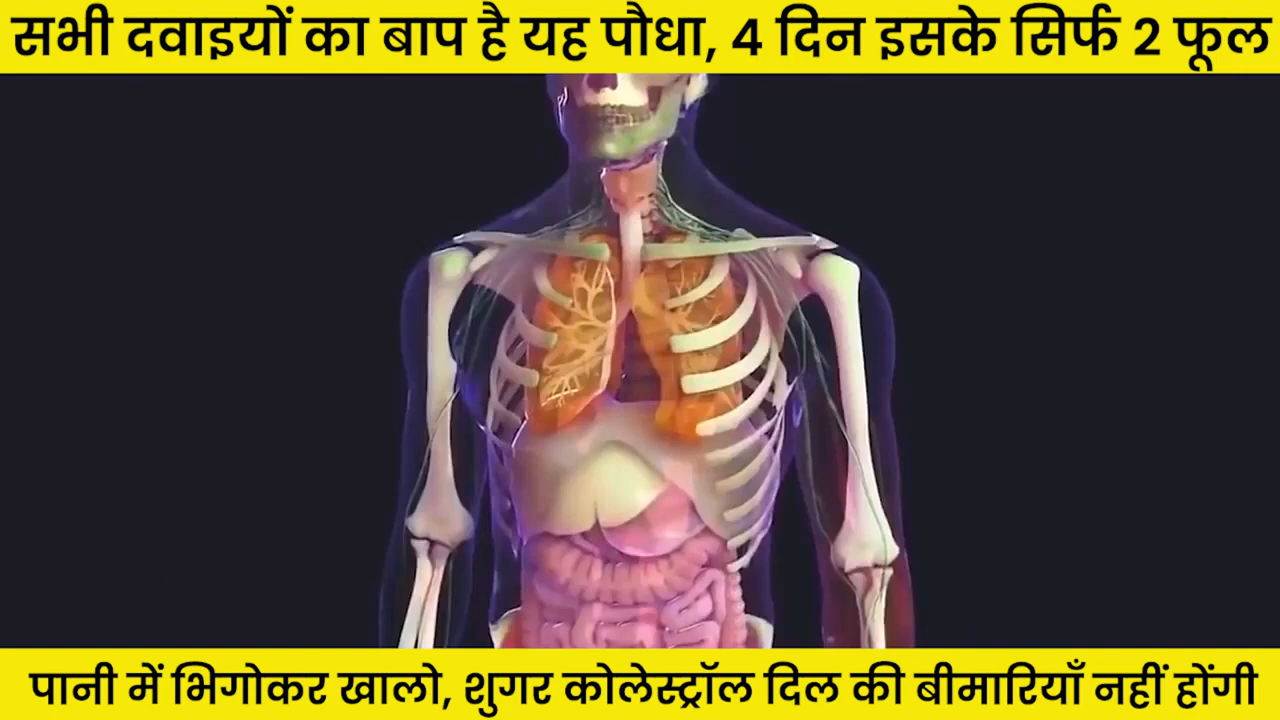 सभी दवाइयों का बाप है यह पौधा, 4 दिन इसके सिर्फ 2 फूल
पानी में भिगोकर खालो, शुगर कोलेस्ट्रॉल दिल की बीमारियाँ नहीं होंगी